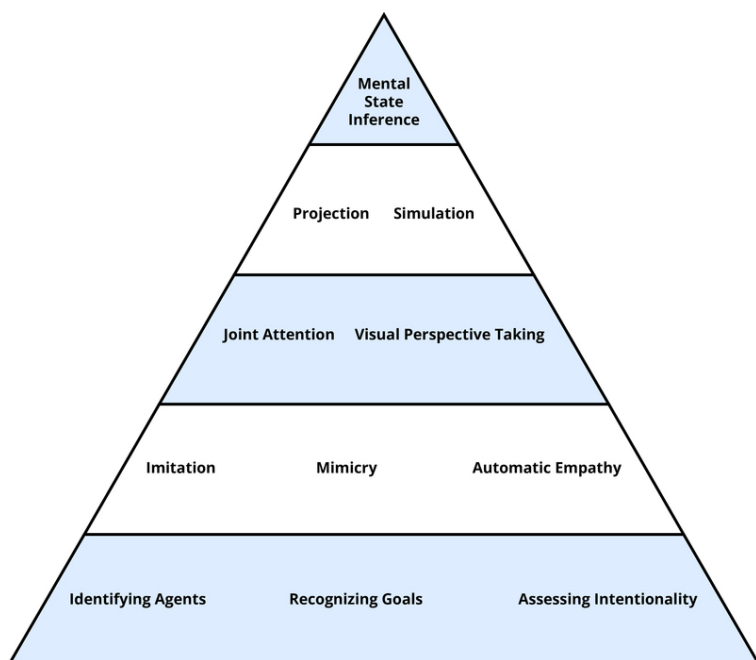 Mental
State
Inference
Projection Simulation
Joint Attention Visual Perspective Taking
Imitation Mimicry Automatic Empathy
Identifying Agents Recognizing Goals Assessing Intentionality